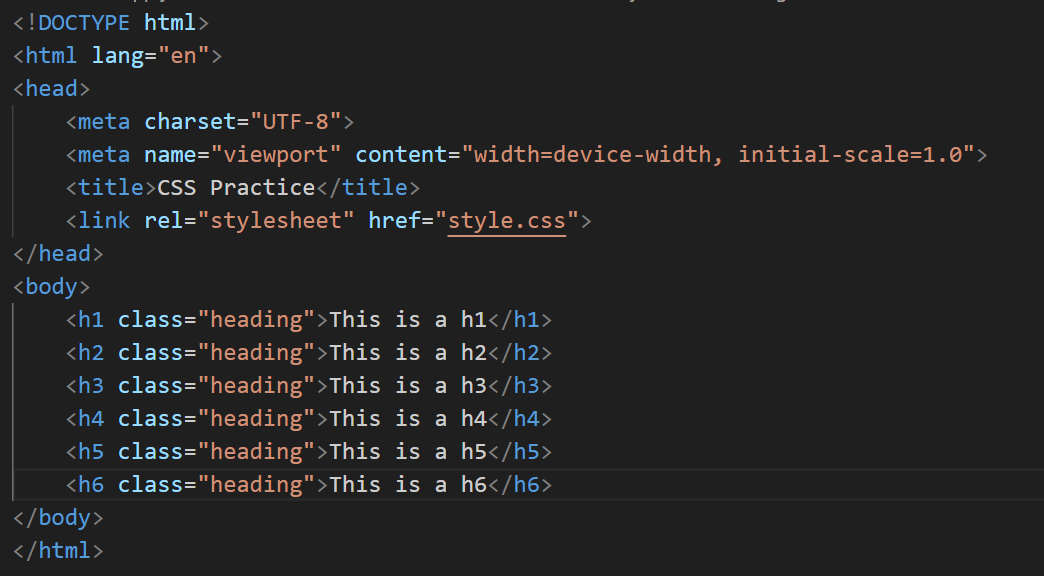 <!DOCTYPE html>
<html lang="en">
<head>
    <meta charset="UTF-8">
    <meta name="viewport" content="width=device-width, initial-scale=1.0">
    <title>CSS Practice</title>
    <link rel="stylesheet" href="style.css">
</head>
<body>
    <h1 class="heading">This is a h1</h1>
    <h2 class="heading">This is a h2</h2>
    <h3 class="heading">This is a h3</h3>
    <h4 class="heading">This is a h4</h4>
    <h5 class="heading">This is a h5</h5>
    <h6 class="heading">This is a h6</h6>
</body>
</html>